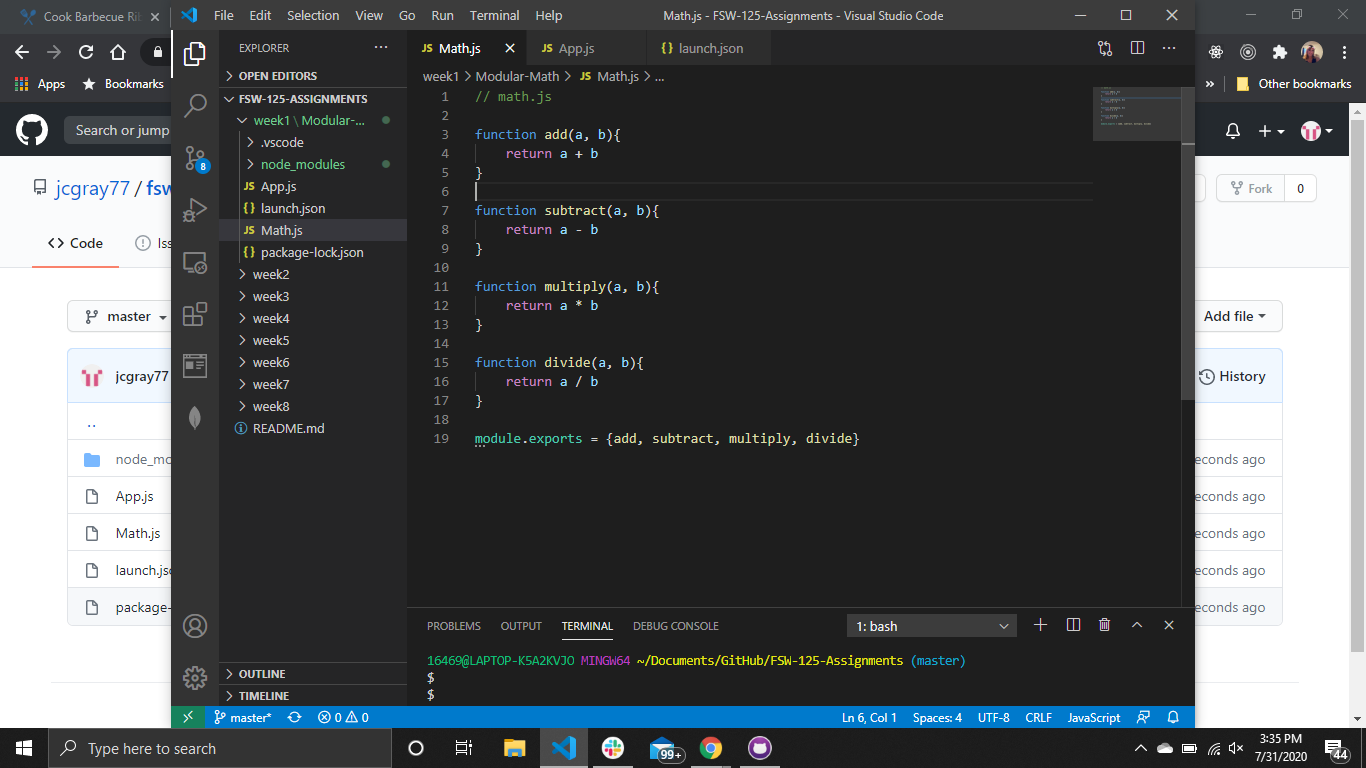 Cook Barbecue Ri
File Edit Selection View Go Run Terminal Help
Math.js - FSW-125-Assignments - Visual Studio Code
Apps Bookmarks
» Other bookmarks
Search or jump
jcgray77 / fsw
Fork 0
<> Code Iss
master
Add file
jcgray77
History
..
node_mo
econds ago
App.js
econds ago
Math.js
econds ago
launch.jso
econds ago
package-
econds ago
EXPLORER ...
OPEN EDITORS
FSW-125-ASSIGNMENTS
week1 \ Modular-...
.vscode
node_modules
JS App.js
{} launch.json
JS Math.js
{} package-lock.json
week2
week3
week4
week5
week6
week7
week8
README.md
OUTLINE
TIMELINE
8
JS Math.js JS App.js {} launch.json
week1 > Modular-Math > JS Math.js > ...
1 // math.js
2
3 function add(a, b){
4 return a + b
5 }
6
7 function subtract(a, b){
8 return a - b
9 }
10
11 function multiply(a, b){
12 return a * b
13 }
14
15 function divide(a, b){
16 return a / b
17 }
18
19 module.exports = {add, subtract, multiply, divide}
PROBLEMS OUTPUT TERMINAL DEBUG CONSOLE
1: bash
16469@LAPTOP-K5A2KVJO MINGW64 ~/Documents/GitHub/FSW-125-Assignments (master)
$
$
master* 0 0
Ln 6, Col 1 Spaces: 4 UTF-8 CRLF JavaScript
Type here to search
99+
3:35 PM
7/31/2020
44